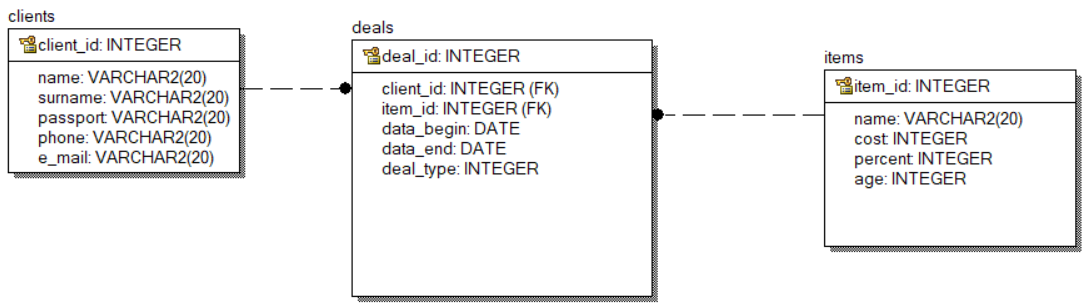 clients
client_id: INTEGER
name: VARCHAR2(20)
surname: VARCHAR2(20)
passport: VARCHAR2(20)
phone: VARCHAR2(20)
e_mail: VARCHAR2(20)
deals
deal_id: INTEGER
client_id: INTEGER (FK)
item_id: INTEGER (FK)
data_begin: DATE
data_end: DATE
deal_type: INTEGER
items
item_id: INTEGER
name: VARCHAR2(20)
cost: INTEGER
percent: INTEGER
age: INTEGER